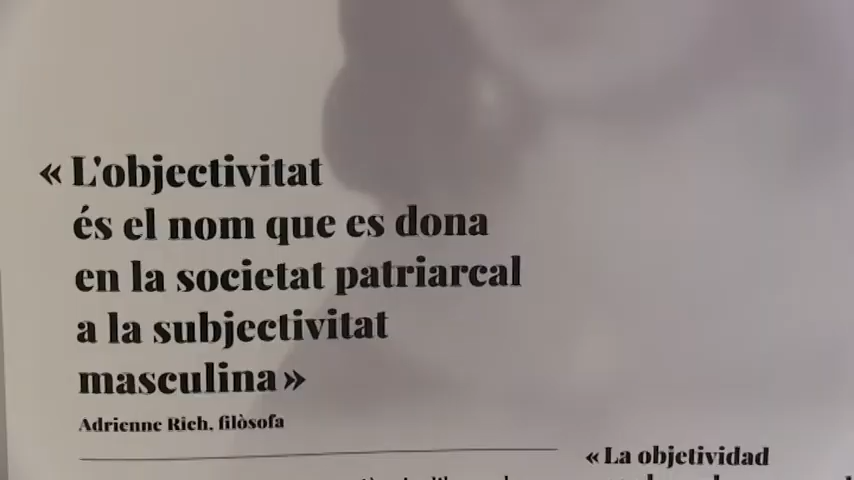 « L'objectivitat
és el nom que es dona
en la societat patriarcal
a la subjectivitat
masculina »
Adrienne Rich, filòsofa
« La objetividad